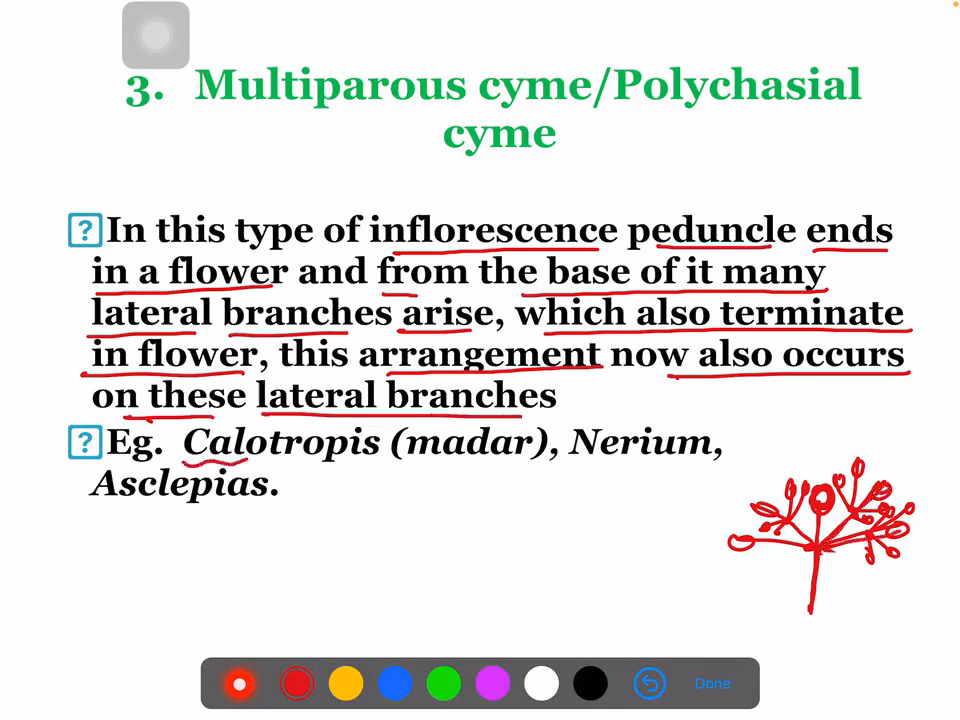 3. Multiparous cyme/Polychasial
cyme
?In this type of inflorescence peduncle ends
in a flower and from the base of it many
lateral branches arise, which also terminate
in flower, this arrangement now also occurs
on these lateral branches
?Eg. Calotropis (madar), Nerium,
Asclepias.
Done